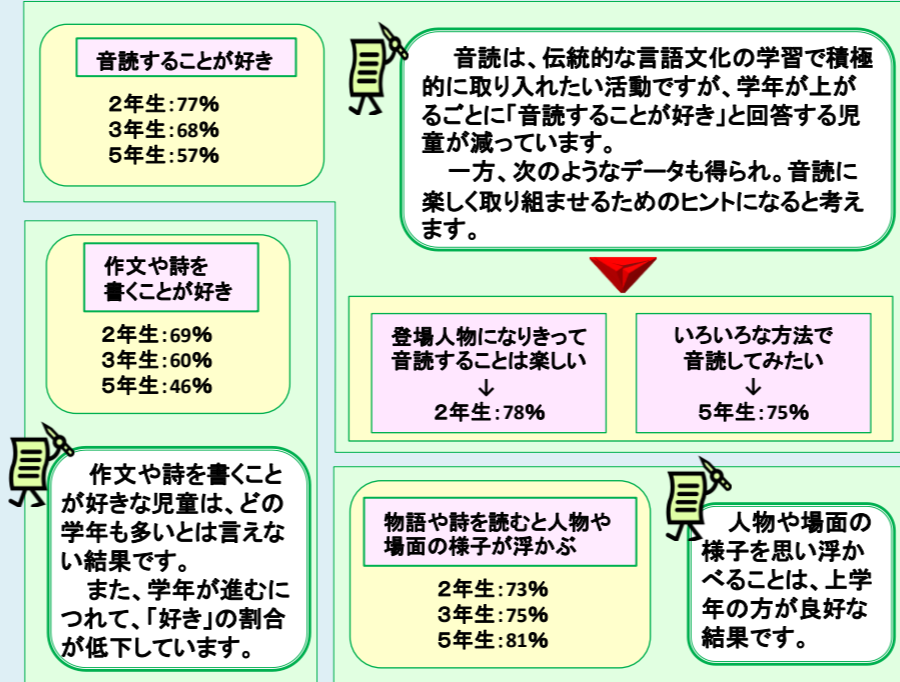 音読することが好き
2年生:77%
3年生:68%
5年生:57%
音読は、伝統的な言語文化の学習で積極
的に取り入れたい活動ですが、学年が上が
るごとに「音読することが好き」と回答する児
童が減っています。
一方、次のようなデータも得られ。音読に
楽しく取り組ませるためのヒントになると考え
ます。
登場人物になりきって
音読することは楽しい
↓
2年生:78%
いろいろな方法で
音読してみたい
↓
5年生:75%
作文や詩を
書くことが好き
2年生:69%
3年生:60%
5年生:46%
作文や詩を書くこと
が好きな児童は、どの
学年も多いとは言えな
い結果です。
また、学年が進むに
つれて、「好き」の割合
が低下しています。
物語や詩を読むと人物や
場面の様子が浮かぶ
2年生:73%
3年生:75%
5年生:81%
人物や場面の
様子を思い浮か
べることは、上学
年の方が良好な
結果です。